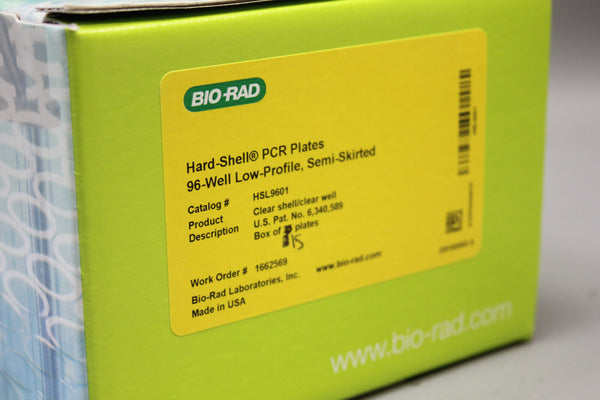 BIO-RAD
Hard-Shell® PCR Plates
96-Well Low-Profile, Semi-Skirted
Catalog # HSL9601
Product Description Clear shell/clear well
U.S. Pat. No. 6,340,589
Box of plates
15
Work Order # 1662569
Bio-Rad Laboratories, Inc. www.bio-rad.com
Made in USA
www.bio-rad.com